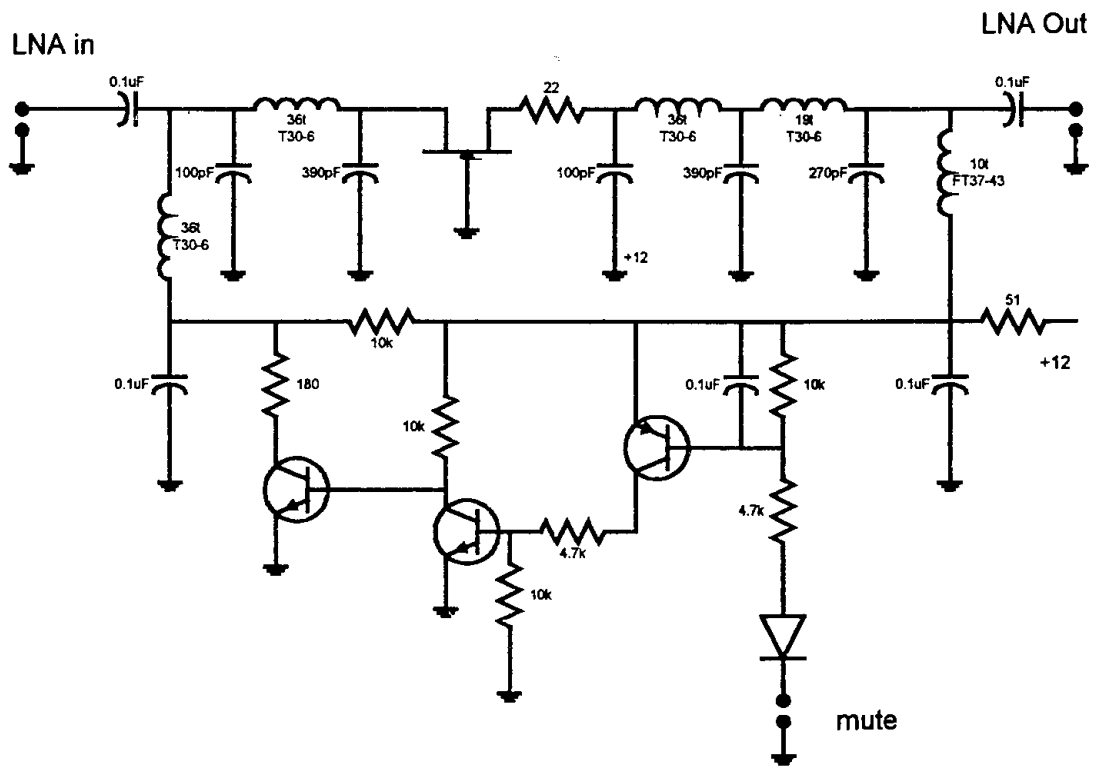 LNA Out
LNA in
0.1uF
22
0.1uF
36t
T30-6
36t
T30-6
19t
T30-6
100pF
390pF
100pF
390pF
270pF
10t
FT37-43
36t
T30-6
+12
51
10k
+12
0.1uF
180
0.1uF
10k
0.1uF
10k
4.7k
4.7k
10k
mute